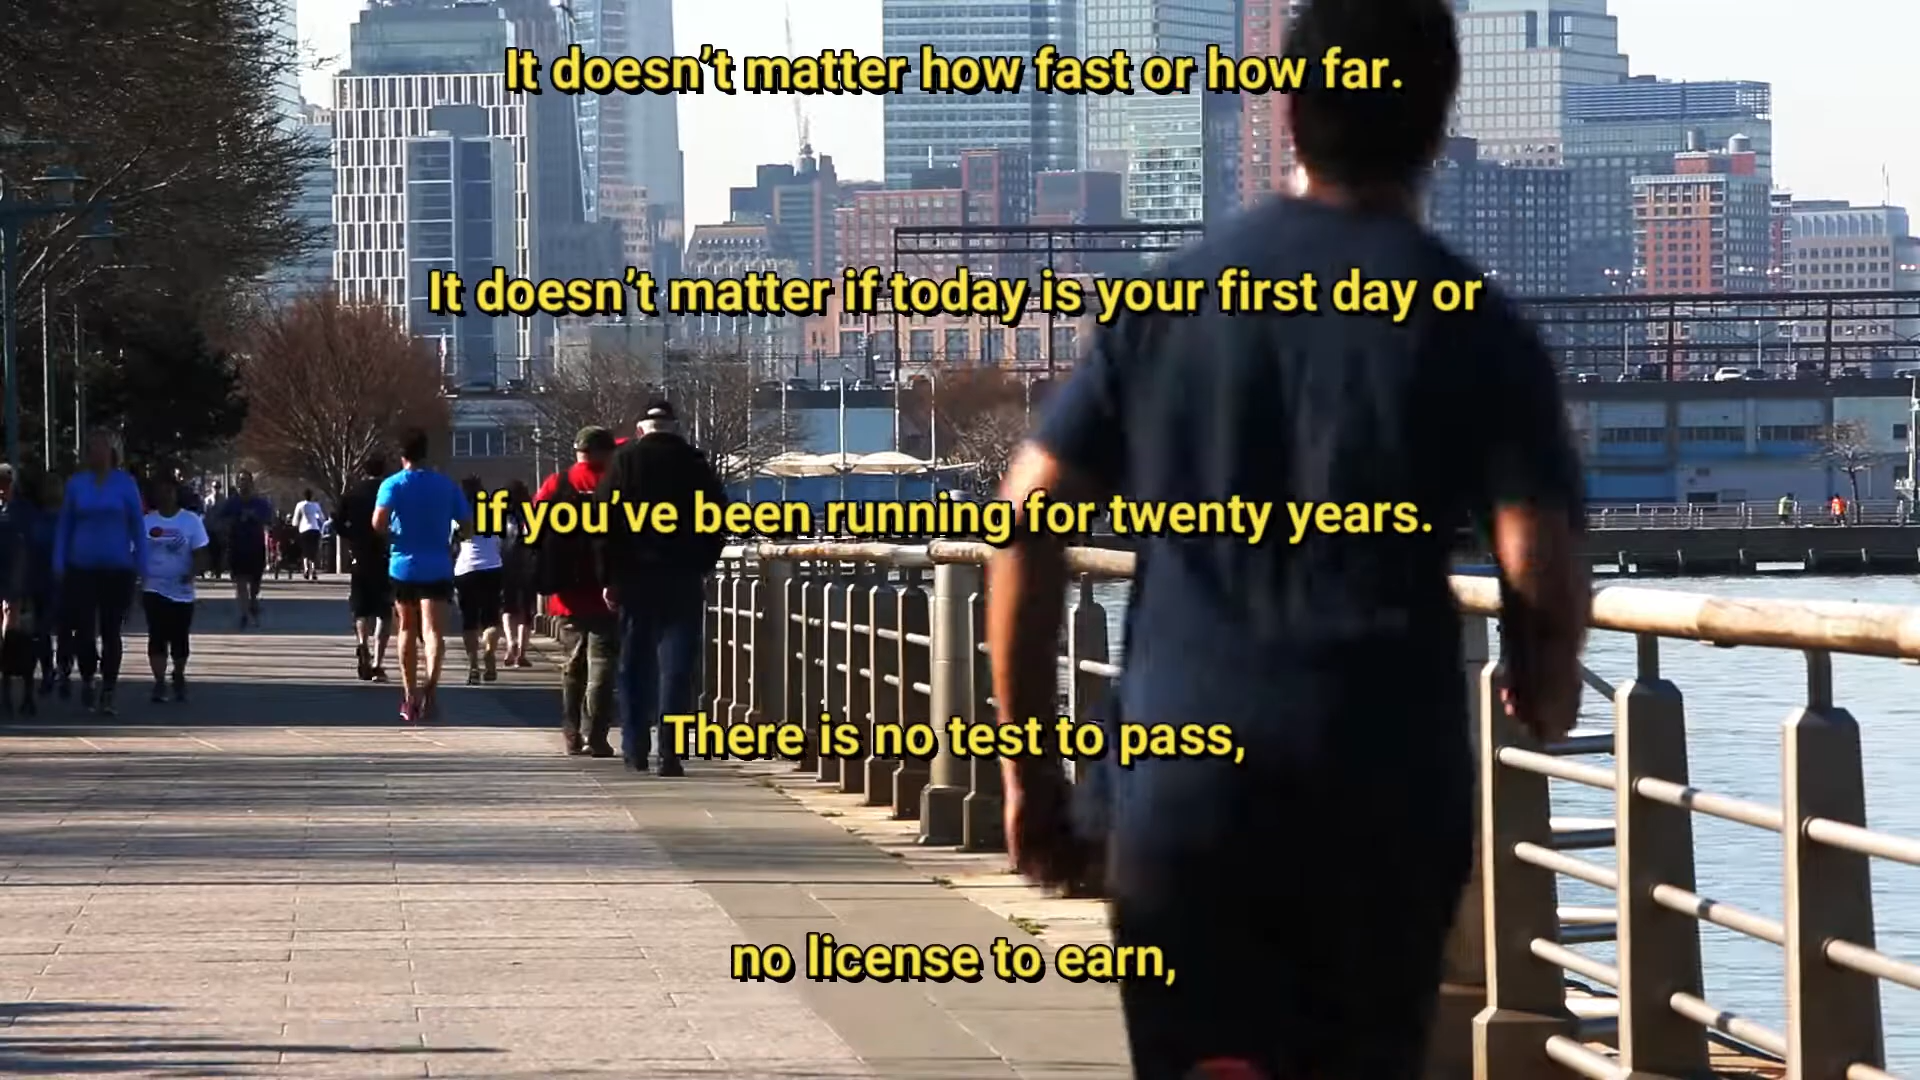 It doesn’t matter how fast or how far.
It doesn’t matter if today is your first day or
if you’ve been running for twenty years.
There is no test to pass,
no license to earn,